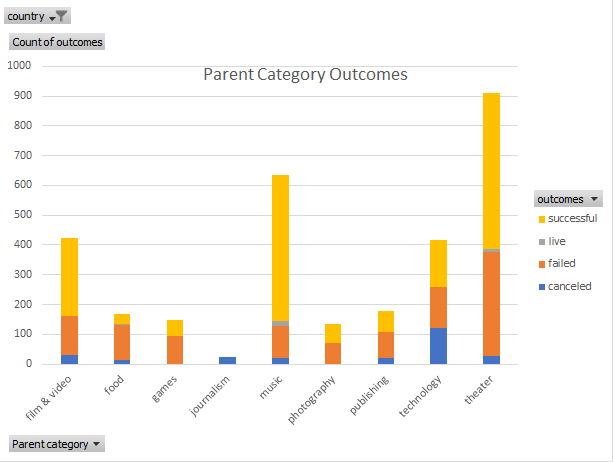 country
Count of outcomes
Parent Category Outcomes
1000
900
800
700
600
500
400
300
200
100
0
film & video
food
games
journalism
music
photography
publishing
technology
theater
outcomes
successful
live
failed
canceled
Parent category